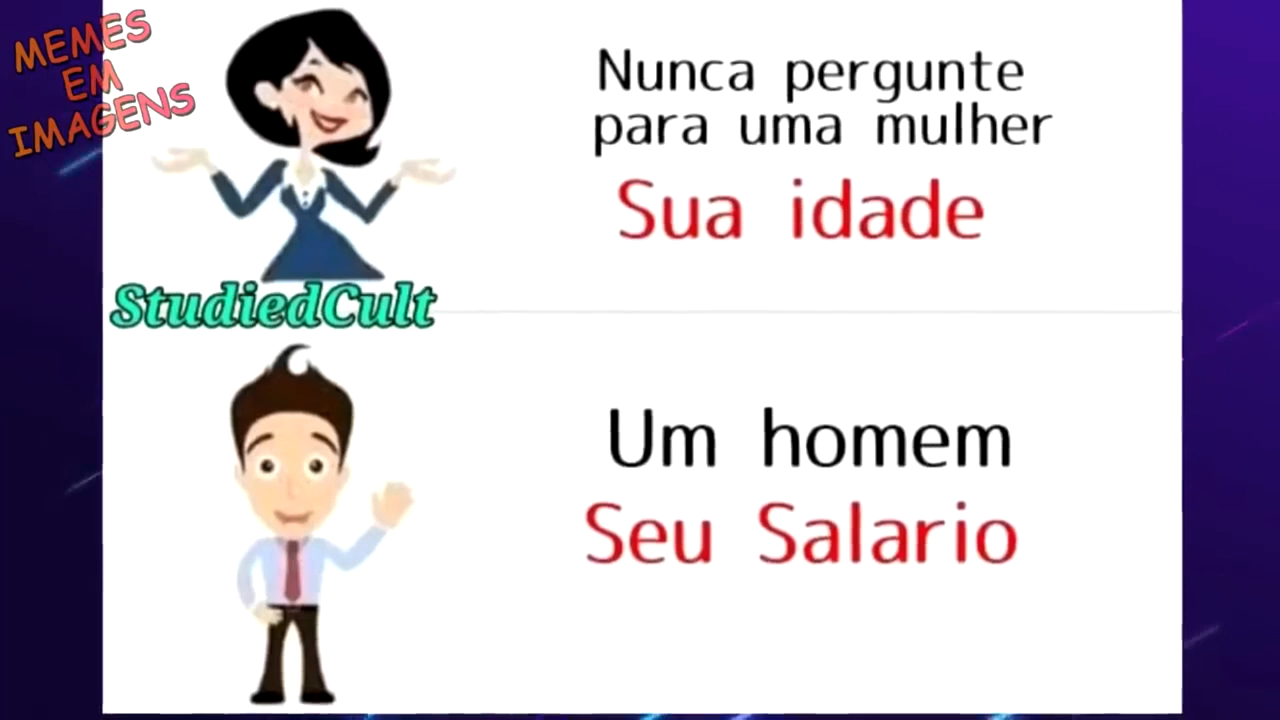 MEMES
EM
IMAGENS
Nunca pergunte
para uma mulher
Sua idade
StudiedCult
Um homem
Seu Salario